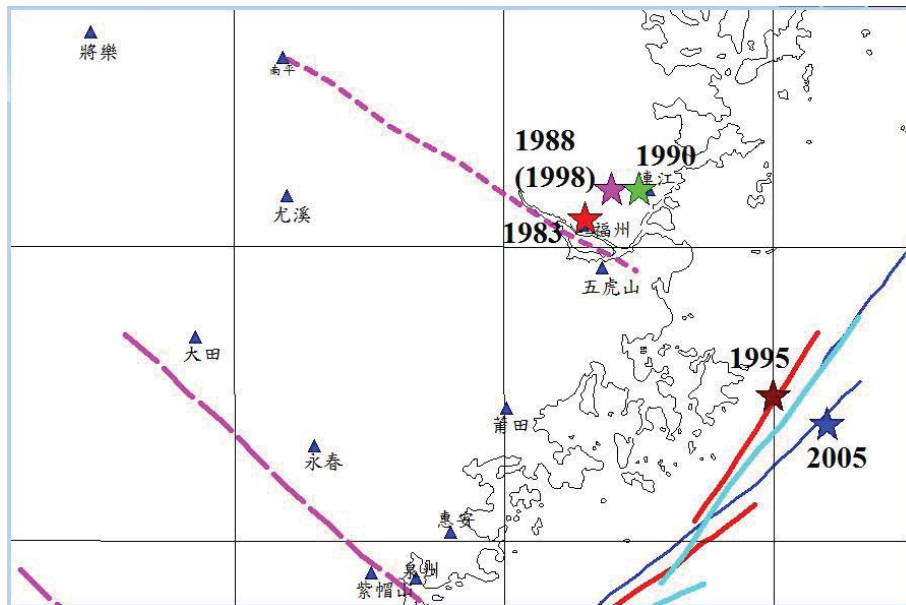 將樂
南平
1988
(1998)
1990
連江
尤溪
1983
福州
五虎山
大田
1995
莆田
永春
2005
惠安
泉州
紫帽山